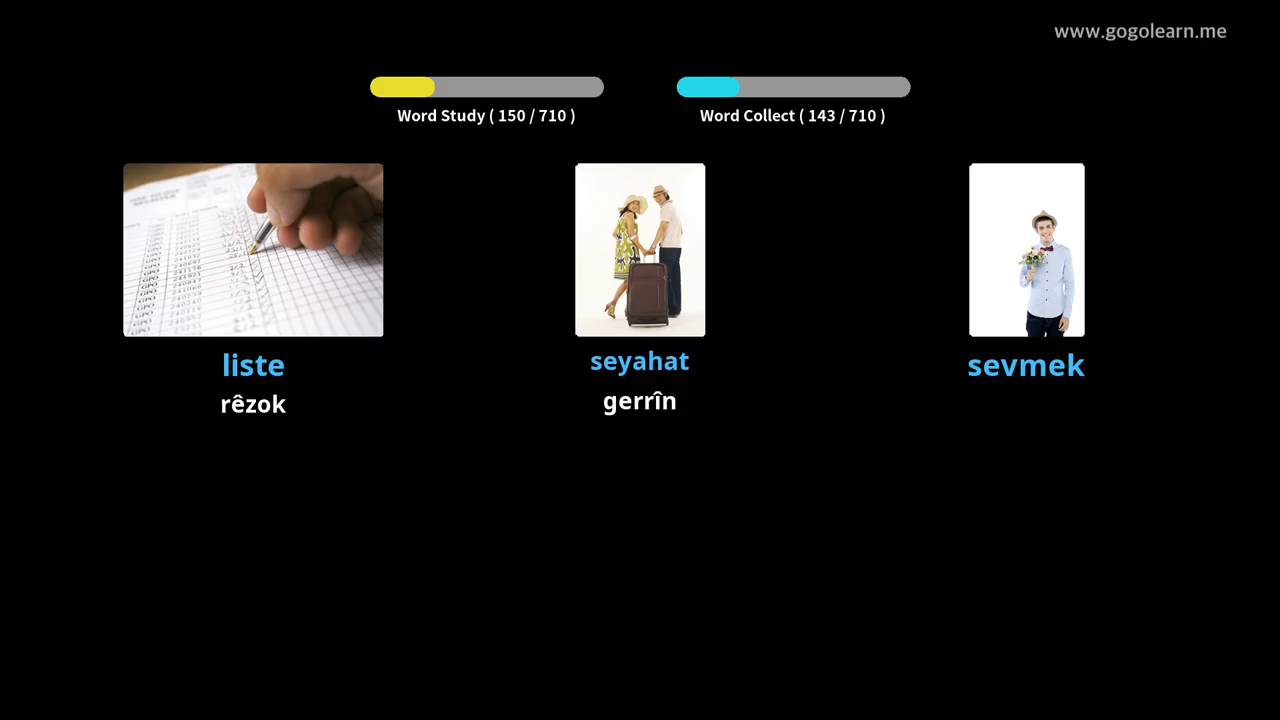 www.gogolearn.me
Word Study ( 150 / 710 )
Word Collect ( 143 / 710 )
liste
rêzok
seyahat
gerrîn
sevmek